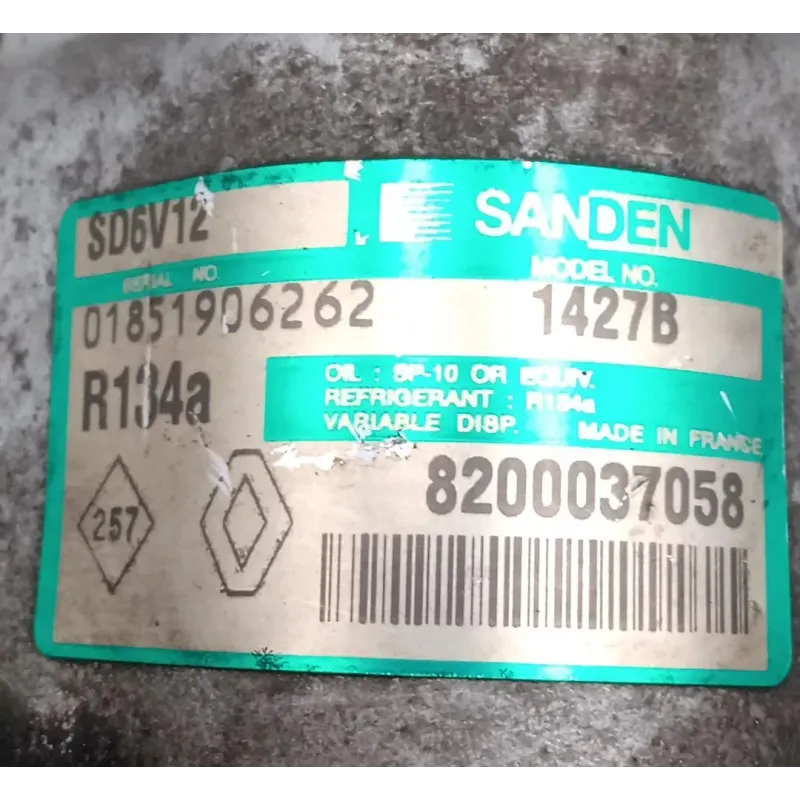 SD6V12
SANDEN
SERIAL NO.
MODEL NO.
01851906262
1427B
R134a
OIL : SP-10 OR EQUIV.
REFRIGERANT : R134a
VARIABLE DISP.
MADE IN FRANCE
257
8200037058